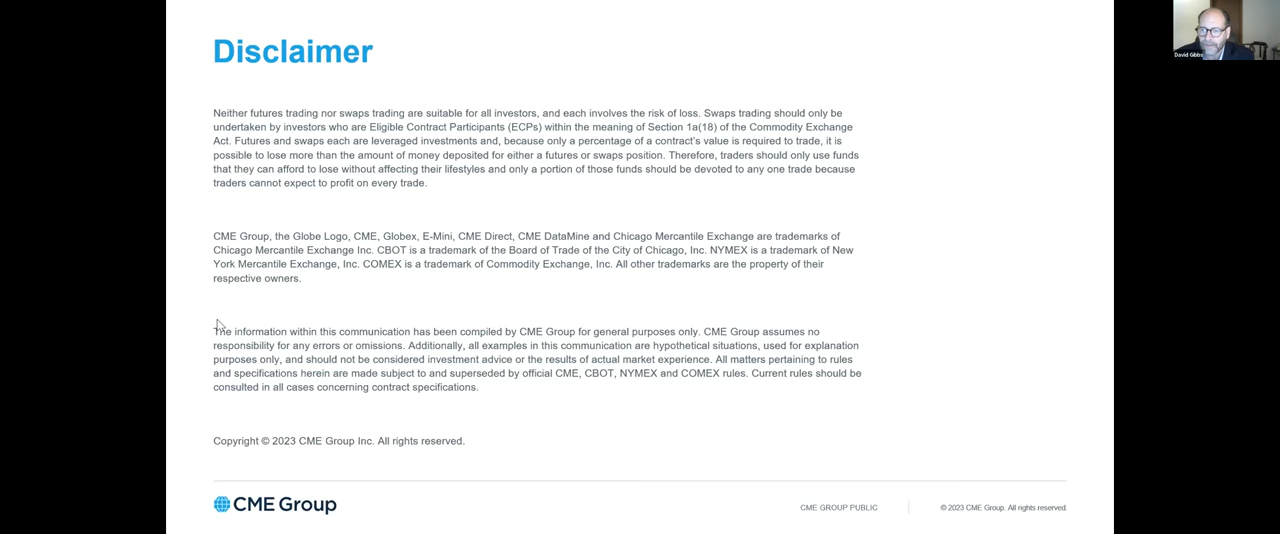 Disclaimer
David Gibbs
Neither futures trading nor swaps trading are suitable for all investors, and each involves the risk of loss. Swaps trading should only be
undertaken by investors who are Eligible Contract Participants (ECPs) within the meaning of Section 1a(18) of the Commodity Exchange
Act. Futures and swaps each are leveraged investments and, because only a percentage of a contract's value is required to trade, it is
possible to lose more than the amount of money deposited for either a futures or swaps position. Therefore, traders should only use funds
that they can afford to lose without affecting their lifestyles and only a portion of those funds should be devoted to any one trade because
traders cannot expect to profit on every trade.
CME Group, the Globe Logo, CME, Globex, E-Mini, CME Direct, CME DataMine and Chicago Mercantile Exchange are trademarks of
Chicago Mercantile Exchange Inc. CBOT is a trademark of the Board of Trade of the City of Chicago, Inc. NYMEX is a trademark of New
York Mercantile Exchange, Inc. COMEX is a trademark of Commodity Exchange, Inc. All other trademarks are the property of their
respective owners.
The information within this communication has been compiled by CME Group for general purposes only. CME Group assumes no
responsibility for any errors or omissions. Additionally, all examples in this communication are hypothetical situations, used for explanation
purposes only, and should not be considered investment advice or the results of actual market experience. All matters pertaining to rules
and specifications herein are made subject to and superseded by official CME, CBOT, NYMEX and COMEX rules. Current rules should be
consulted in all cases concerning contract specifications.
Copyright © 2023 CME Group Inc. All rights reserved.
CME Group
CME GROUP PUBLIC
© 2023 CME Group. All rights reserved.